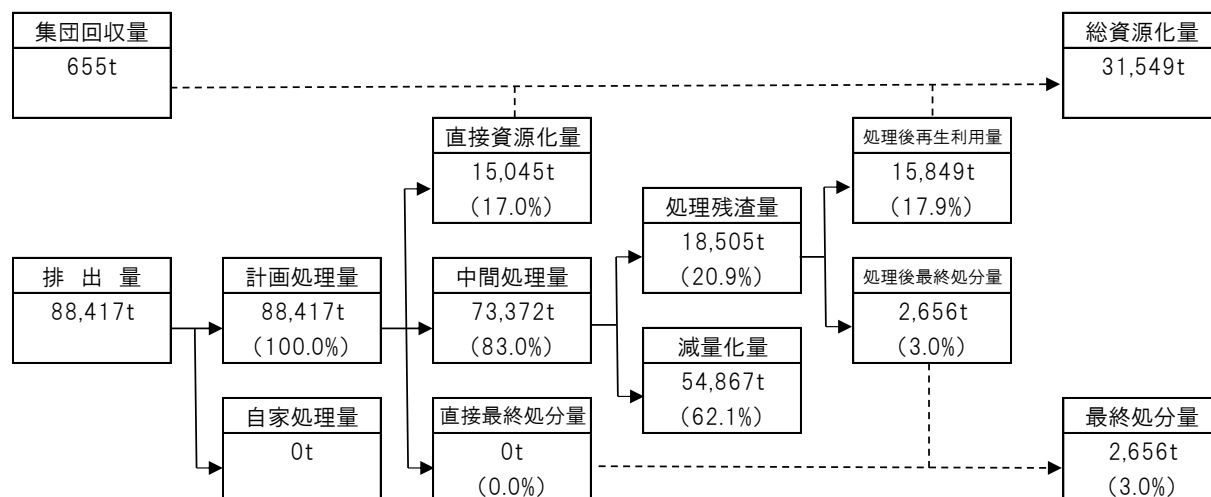 集団回収量
655t
総資源化量
31,549t
直接資源化量
15,045t
(17.0%)
処理後再生利用量
15,849t
(17.9%)
処理残渣量
18,505t
(20.9%)
排 出 量
88,417t
計画処理量
88,417t
(100.0%)
中間処理量
73,372t
(83.0%)
処理後最終処分量
2,656t
(3.0%)
減量化量
54,867t
(62.1%)
自家処理量
0t
直接最終処分量
0t
(0.0%)
最終処分量
2,656t
(3.0%)